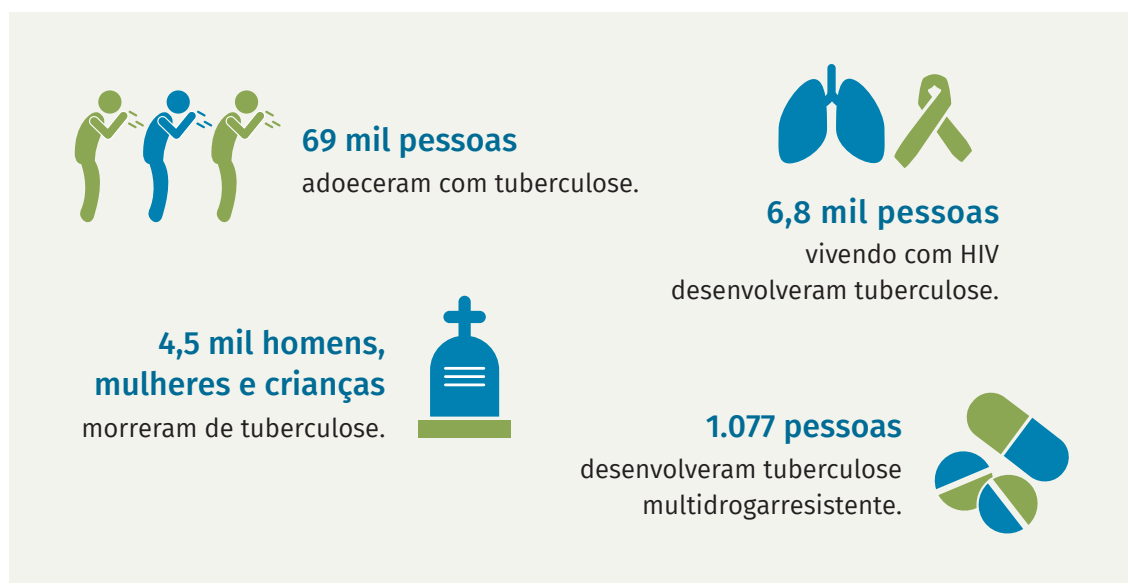 69 mil pessoas
adoeceram com tuberculose.
6,8 mil pessoas
vivendo com HIV
desenvolveram tuberculose.
4,5 mil homens,
mulheres e crianças
morreram de tuberculose.
1.077 pessoas
desenvolveram tuberculose
multidrogarresistente.